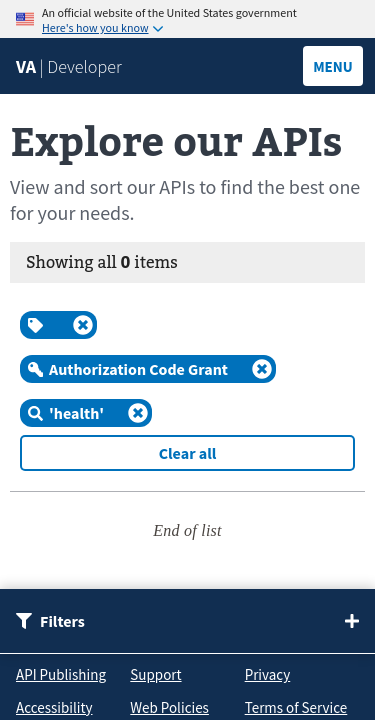 An official website of the United States government
Here's how you know
VA | Developer
MENU
Explore our APIs
View and sort our APIs to find the best one
for your needs.
Showing all 0 items
Authorization Code Grant
'health'
Clear all
End of list
Filters
API Publishing Support Privacy
Accessibility Web Policies Terms of Service